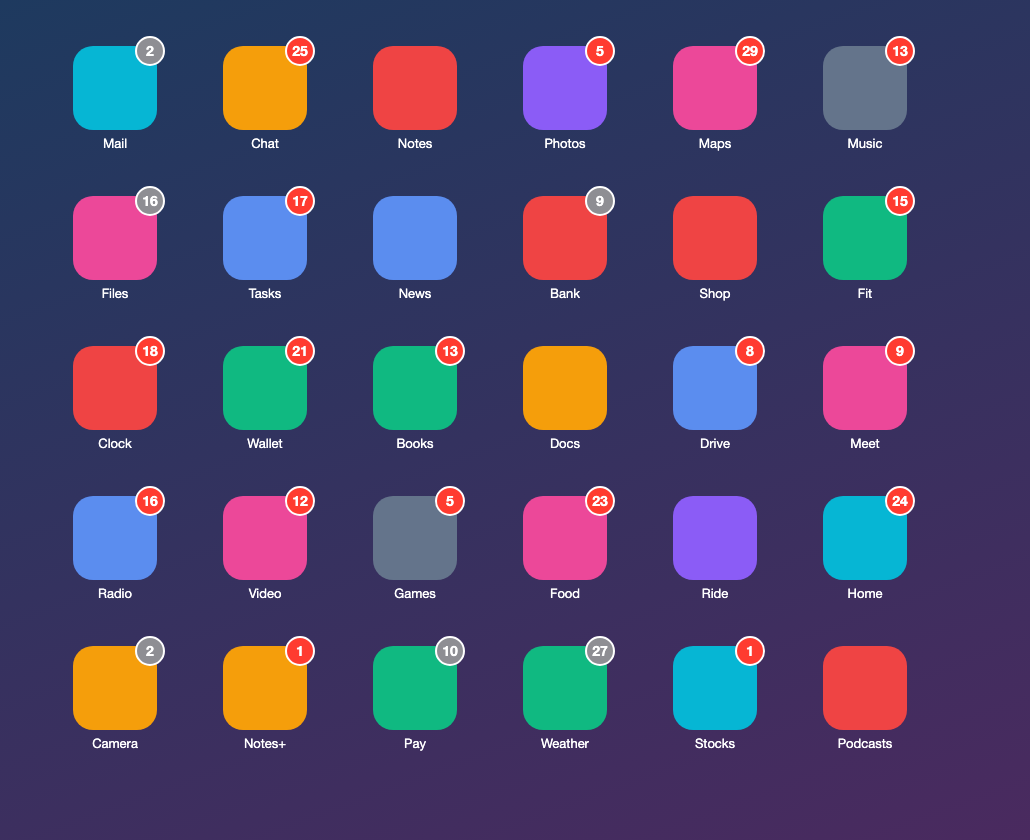 2 25 5 29 13
Mail Chat Notes Photos Maps Music
16 17 9 15
Files Tasks News Bank Shop Fit
18 21 13 8 9
Clock Wallet Books Docs Drive Meet
16 12 5 23 24
Radio Video Games Food Ride Home
2 1 10 27 1
Camera Notes+ Pay Weather Stocks Podcasts